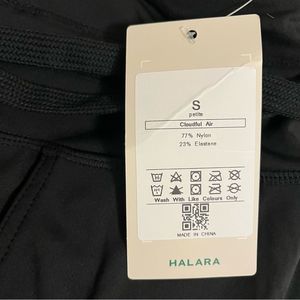 S
petite
Cloudful Air
77% Nylon
23% Elastane
Wash With Like Colours Only
MADE IN CHINA
HALARA